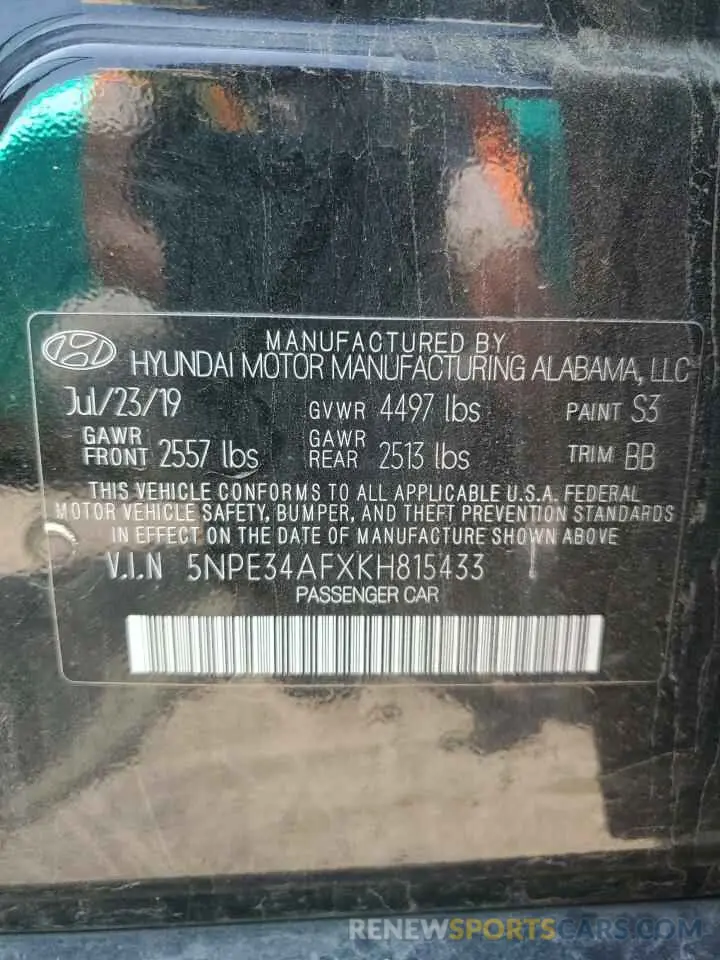 MANUFACTURED BY
HYUNDAI MOTOR MANUFACTURING ALABAMA, LLC
Jul/23/19 GVWR 4497 lbs PAINT S3
GAWR FRONT 2557 lbs GAWR REAR 2513 lbs TRIM BB
THIS VEHICLE CONFORMS TO ALL APPLICABLE U.S.A. FEDERAL
MOTOR VEHICLE SAFETY, BUMPER, AND THEFT PREVENTION STANDARDS
IN EFFECT ON THE DATE OF MANUFACTURE SHOWN ABOVE
V.I.N 5NPE34AFXKH815433
PASSENGER CAR
RENEWSPORTSCARS.COM